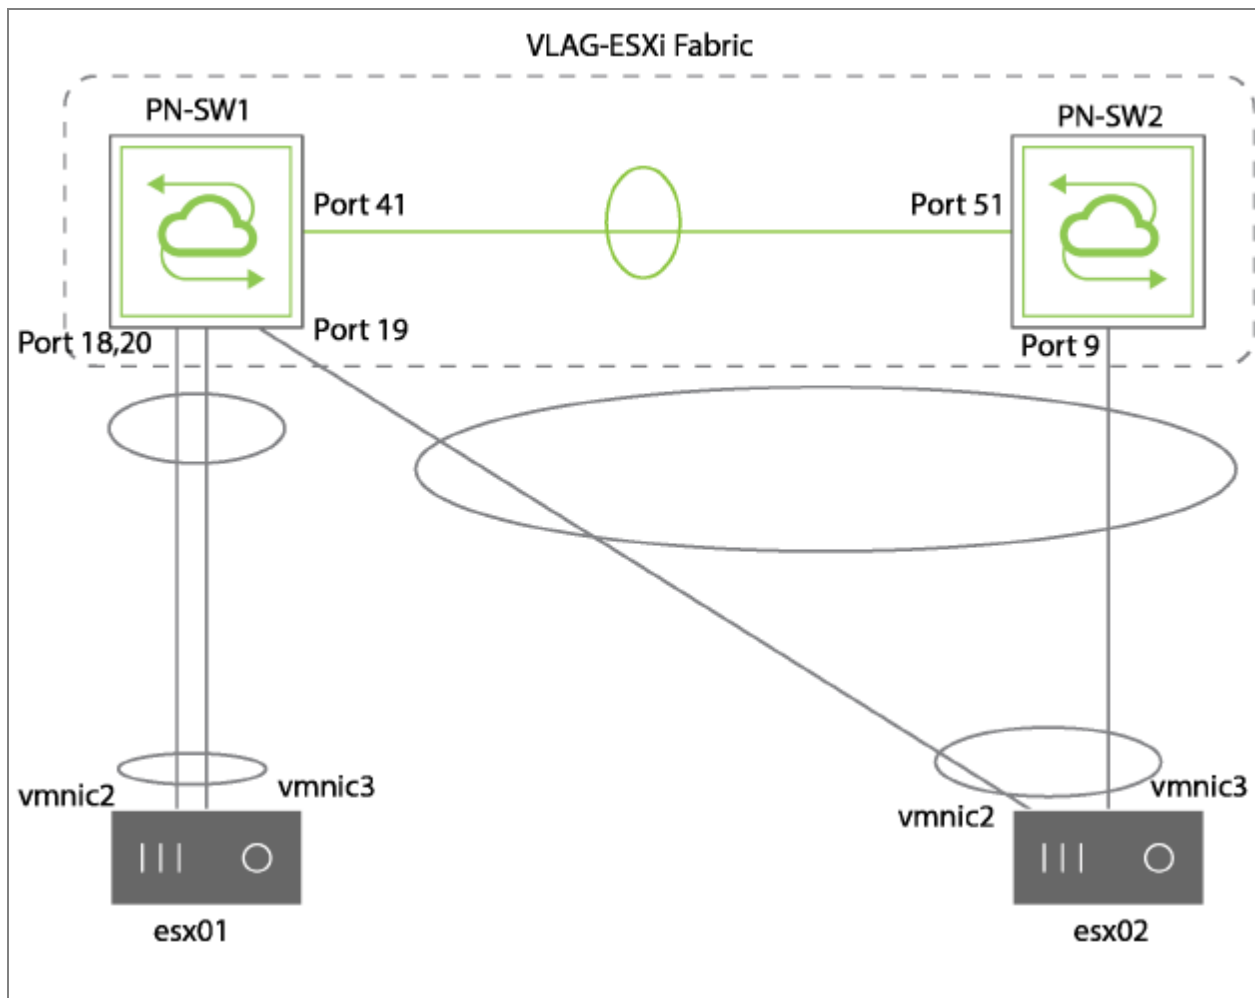 VLAG-ESXi Fabric
PN-SW1
PN-SW2
Port 41
Port 51
Port 19
Port 18,20
Port 9
vmnic2
vmnic3
vmnic2
vmnic3
esx01
esx02